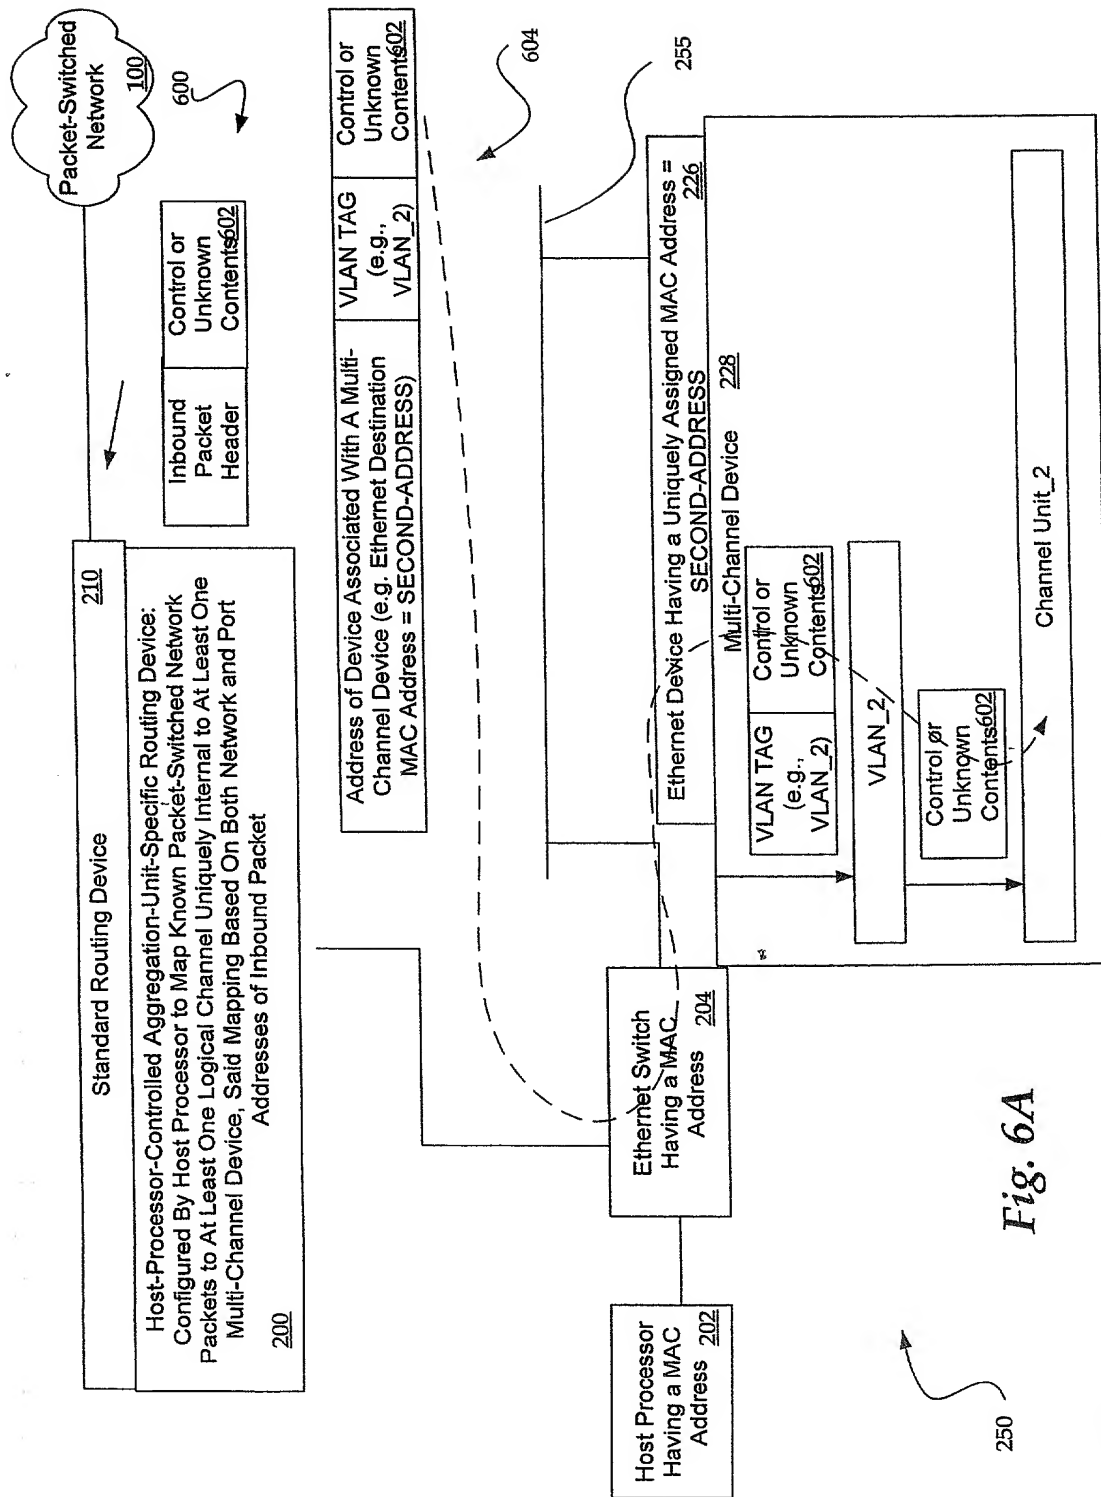 Packet-Switched
Network
100
600
Standard Routing Device
210
Host-Processor-Controlled Aggregation-Unit-Specific Routing Device:
Configured By Host Processor to Map Known Packet-Switched Network
Packets to At Least One Logical Channel Uniquely Internal to At Least One
Multi-Channel Device, Said Mapping Based On Both Network and Port
Addresses of Inbound Packet
200
Inbound
Packet
Header
Control or
Unknown
Contents602
Address of Device Associated With A Multi-
Channel Device (e.g. Ethernet Destination
MAC Address = SECOND-ADDRESS)
VLAN TAG
(e.g.,
VLAN_2)
Control or
Unknown
Contents602
604
255
Host Processor
Having a MAC
Address 202
Ethernet Switch
Having a MAC
Address 204
Ethernet Device Having a Uniquely Assigned MAC Address =
SECOND-ADDRESS 226
Multi-Channel Device 228
VLAN TAG
(e.g.,
VLAN_2)
Control or
Unknown
Contents602
VLAN_2
Control or
Unknown
Contents602
Channel Unit_2
250
Fig. 6A